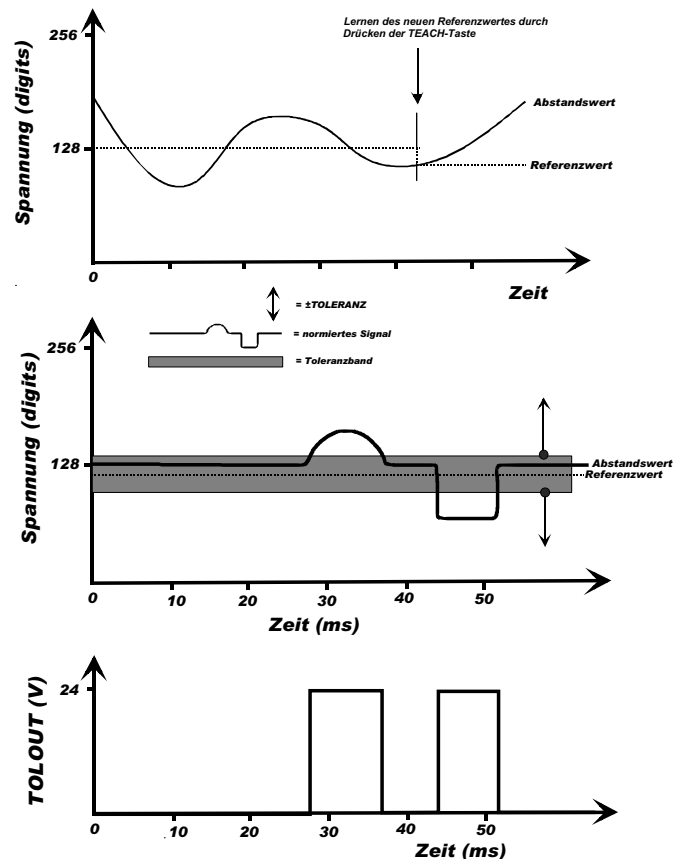 Lernen des neuen Referenzwertes durch
Drücken der TEACH-Taste
256
Spannung (digits)
Abstandswert
128
Referenzwert
0
Zeit
= ±TOLERANZ
= normiertes Signal
256
= Toleranzband
Spannung (digits)
128
Abstandswert
Referenzwert
0 10 20 30 40 50
Zeit (ms)
24
TOLOUT (V)
0 10 20 30 40 50
Zeit (ms)